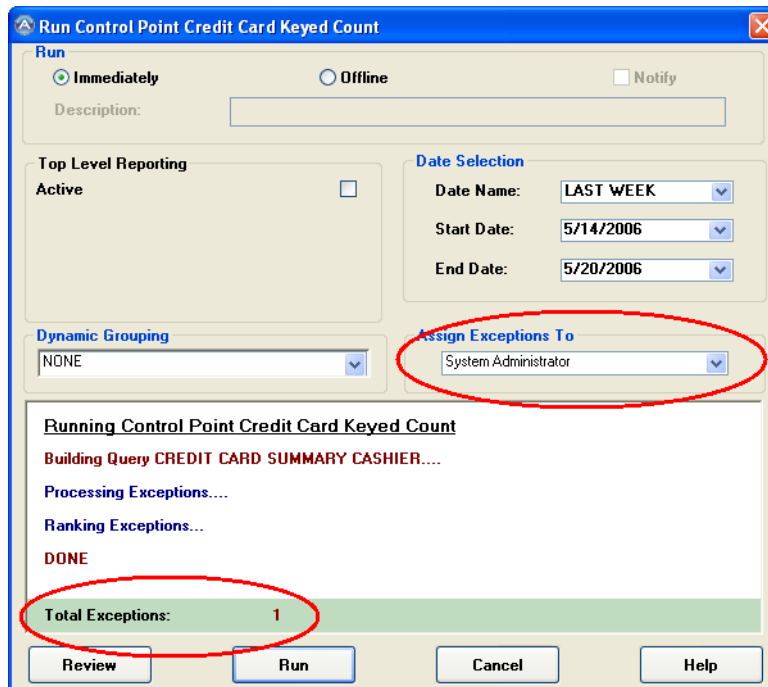 Run Control Point Credit Card Keyed Count
Run
Immediately
Offline
Notify
Description:
Top Level Reporting
Active
Date Selection
Date Name: LAST WEEK
Start Date: 5/14/2006
End Date: 5/20/2006
Dynamic Grouping
NONE
Assign Exceptions To
System Administrator
Running Control Point Credit Card Keyed Count
Building Query CREDIT CARD SUMMARY CASHIER....
Processing Exceptions....
Ranking Exceptions...
DONE
Total Exceptions: 1
Review Run Cancel Help